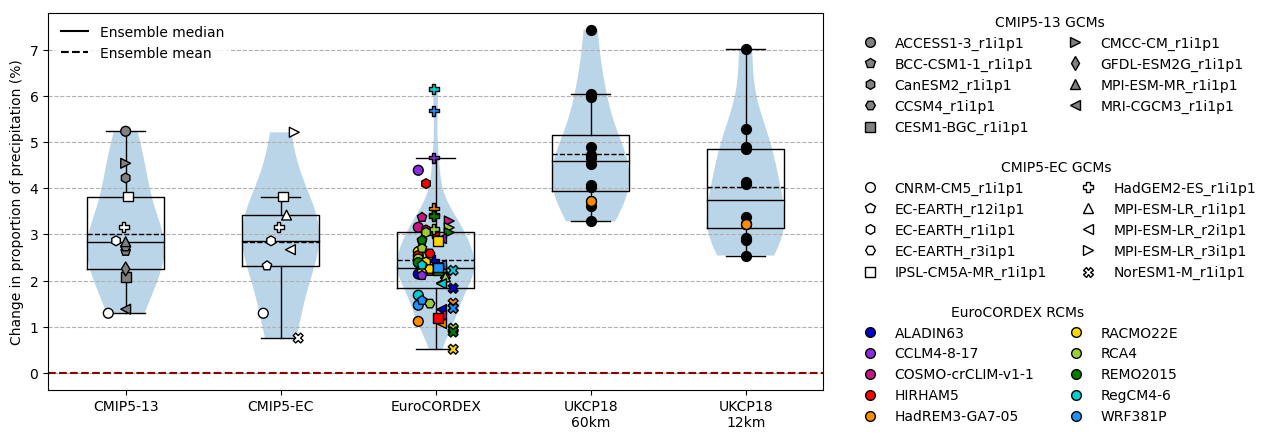 Change in proportion of precipitation (%)
7
6
5
4
3
2
1
0
Ensemble median
Ensemble mean
CMIP5-13
CMIP5-EC
EuroCORDEX
UKCP18
60km
UKCP18
12km
CMIP5-13 GCMs
ACCESS1-3_r1i1p1
BCC-CSM1-1_r1i1p1
CanESM2_r1i1p1
CCSM4_r1i1p1
CESM1-BGC_r1i1p1
CMCC-CM_r1i1p1
GFDL-ESM2G_r1i1p1
MPI-ESM-MR_r1i1p1
MRI-CGCM3_r1i1p1
CMIP5-EC GCMs
CNRM-CM5_r1i1p1
EC-EARTH_r12i1p1
EC-EARTH_r1i1p1
EC-EARTH_r3i1p1
IPSL-CM5A-MR_r1i1p1
HadGEM2-ES_r1i1p1
MPI-ESM-LR_r1i1p1
MPI-ESM-LR_r2i1p1
MPI-ESM-LR_r3i1p1
NorESM1-M_r1i1p1
EuroCORDEX RCMs
ALADIN63
CCLM4-8-17
COSMO-crCLIM-v1-1
HIRHAM5
HadREM3-GA7-05
RACMO22E
RCA4
REMO2015
RegCM4-6
WRF381P